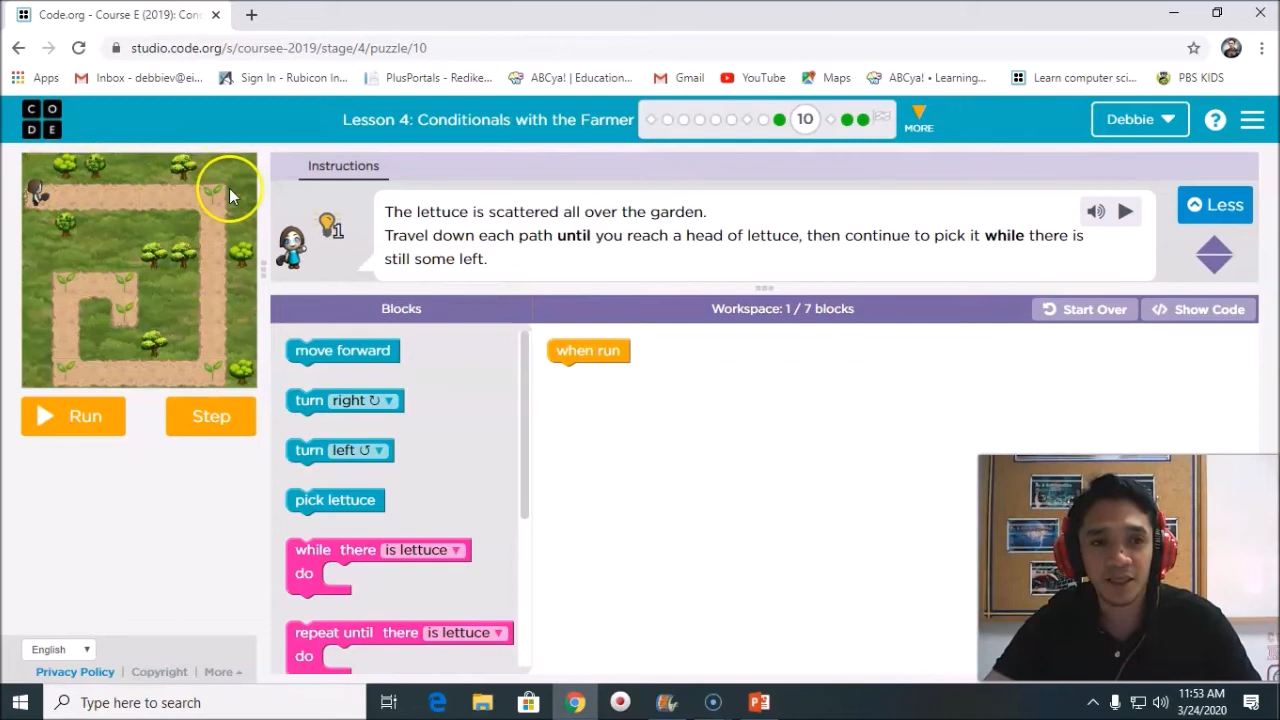 Code.org - Course E (2019): Conc
studio.code.org/s/coursee-2019/stage/4/puzzle/10
Apps
Inbox - debbiev@ei...
Sign In - Rubicon In...
PlusPortals - Redike...
ABCya! | Education...
Gmail
YouTube
Maps
ABCya! • Learning...
Learn computer sci...
PBS KIDS
C O
D E
Lesson 4: Conditionals with the Farmer
10
MORE
Debbie
?
Instructions
1
The lettuce is scattered all over the garden.
Travel down each path until you reach a head of lettuce, then continue to pick it while there is
still some left.
Less
Blocks
Workspace: 1 / 7 blocks
Start Over
</> Show Code
move forward
turn right ↻
turn left ↺
pick lettuce
while there is lettuce
do
repeat until there is lettuce
do
when run
Run
Step
English
Privacy Policy | Copyright | More
Type here to search
11:53 AM
3/24/2020